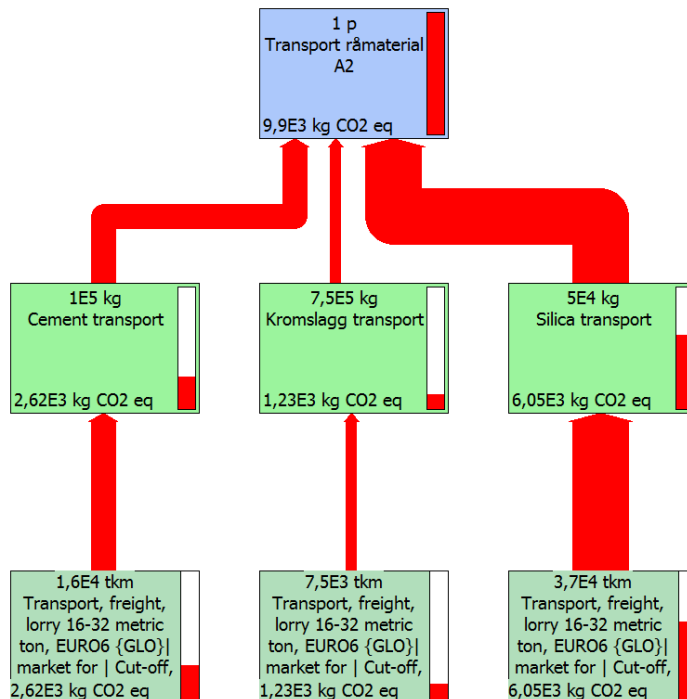 1 p
Transport råmaterial
A2
9,9E3 kg CO2 eq
1E5 kg
Cement transport
2,62E3 kg CO2 eq
7,5E5 kg
Kromslagg transport
1,23E3 kg CO2 eq
5E4 kg
Silica transport
6,05E3 kg CO2 eq
1,6E4 tkm
Transport, freight,
lorry 16-32 metric
ton, EURO6 {GLO}|
market for | Cut-off,
2,62E3 kg CO2 eq
7,5E3 tkm
Transport, freight,
lorry 16-32 metric
ton, EURO6 {GLO}|
market for | Cut-off,
1,23E3 kg CO2 eq
3,7E4 tkm
Transport, freight,
lorry 16-32 metric
ton, EURO6 {GLO}|
market for | Cut-off,
6,05E3 kg CO2 eq